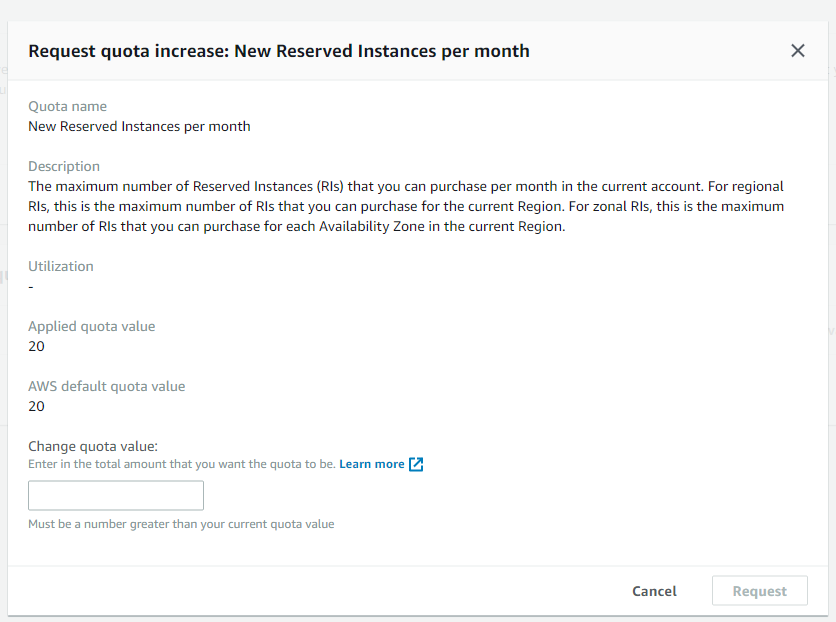 Request quota increase: New Reserved Instances per month
Quota name
New Reserved Instances per month
Description
The maximum number of Reserved Instances (RIs) that you can purchase per month in the current account. For regional
RIs, this is the maximum number of RIs that you can purchase for the current Region. For zonal RIs, this is the maximum
number of RIs that you can purchase for each Availability Zone in the current Region.
Utilization
-
Applied quota value
20
AWS default quota value
20
Change quota value:
Enter in the total amount that you want the quota to be. Learn more
Must be a number greater than your current quota value
Cancel Request